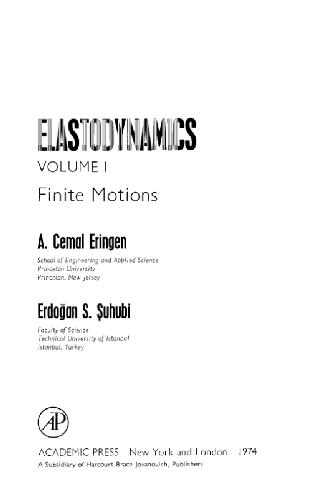 ELASTODYNAMICS
VOLUME I
Finite Motions
A. Cemal Eringen
School of Engineering and Applied Science
Princeton University
Princeton, New Jersey
Erdoğan S. Şuhubi
Faculty of Science
Technical University of Istanbul
Istanbul, Turkey
AP
ACADEMIC PRESS New York and London 1974
A Subsidiary of Harcourt Brace Jovanovich, Publishers